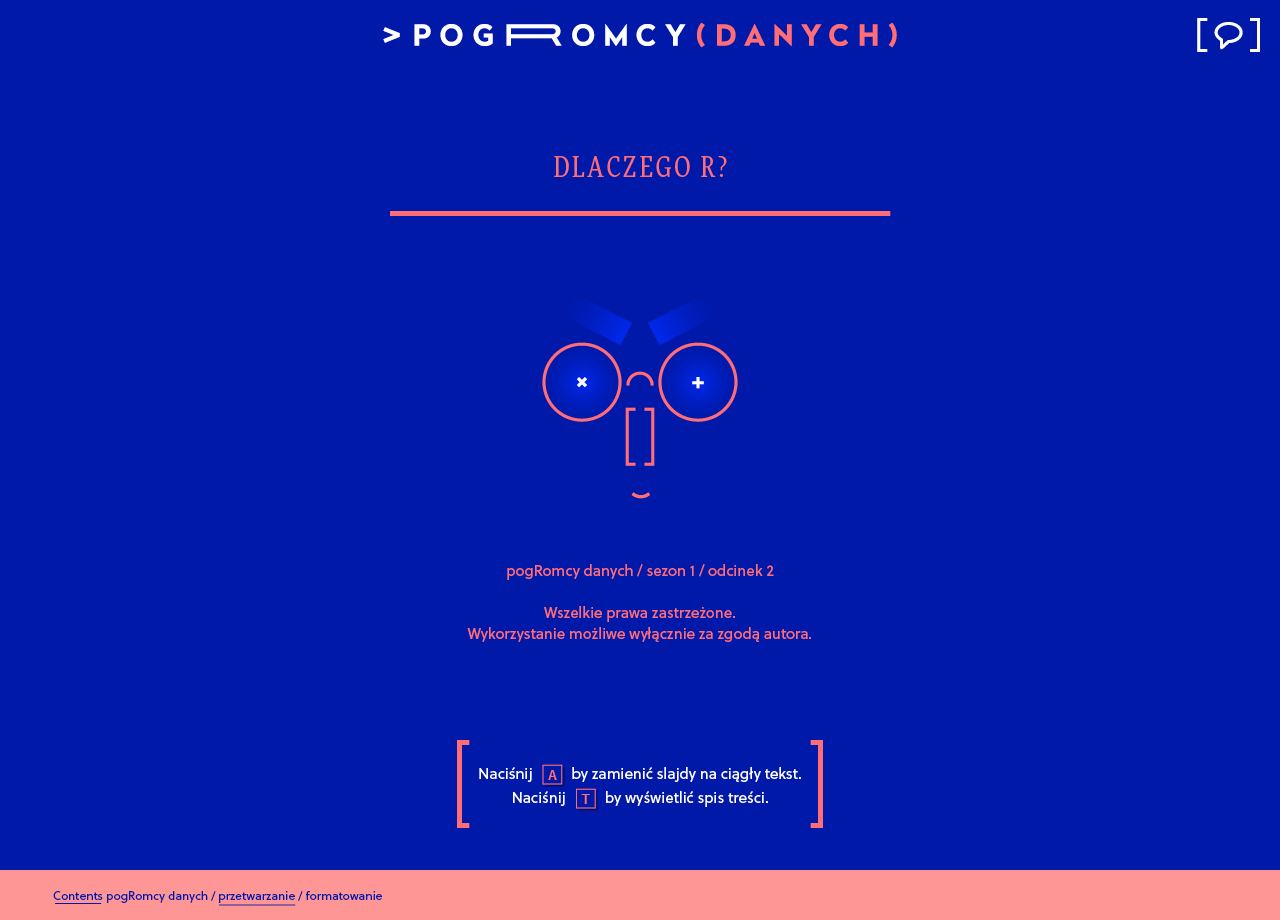 > POGROMCY(DANYCH)
DLACZEGO R?
pogRomcy danych / sezon 1 / odcinek 2
Wszelkie prawa zastrzeżone.
Wykorzystanie możliwe wyłącznie za zgodą autora.
Naciśnij A by zamienić slajdy na ciągły tekst.
Naciśnij T by wyświetlić spis treści.
Contents pogRomcy danych / przetwarzanie / formatowanie